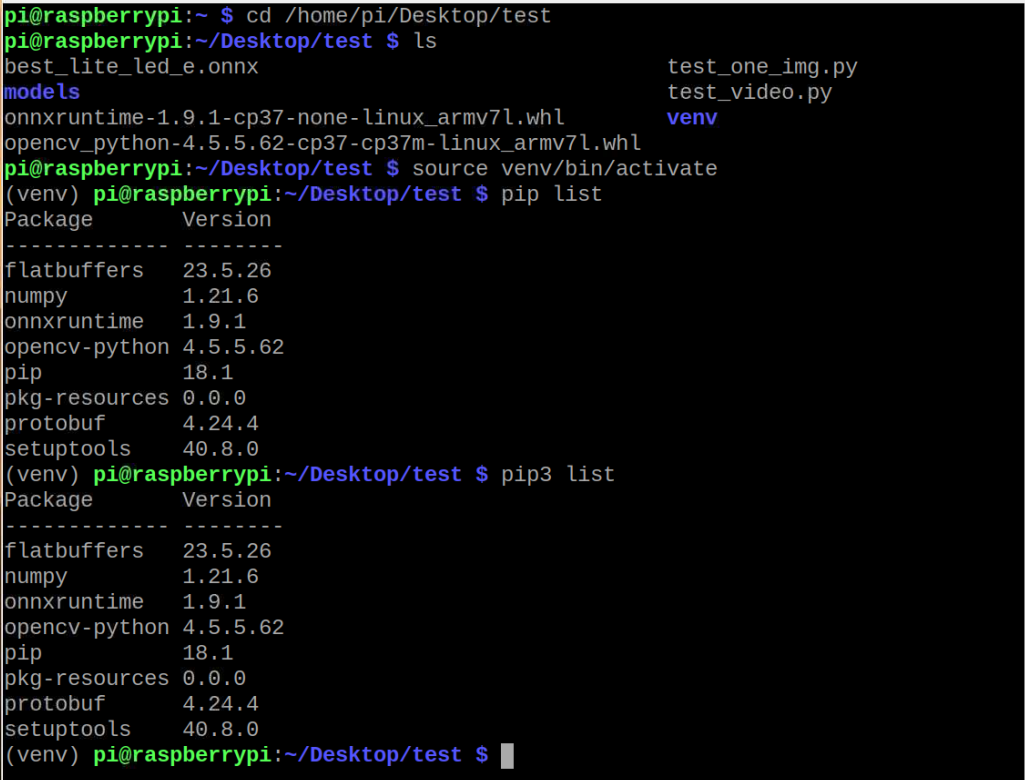 pi@raspberrypi:~ $ cd /home/pi/Desktop/test
pi@raspberrypi:~/Desktop/test $ ls
best_lite_led_e.onnx                                test_one_img.py
models                                              test_video.py
onnxruntime-1.9.1-cp37-none-linux_armv7l.whl        venv
opencv_python-4.5.5.62-cp37-cp37m-linux_armv7l.whl
pi@raspberrypi:~/Desktop/test $ source venv/bin/activate
(venv) pi@raspberrypi:~/Desktop/test $ pip list
Package       Version
------------- --------
flatbuffers   23.5.26
numpy         1.21.6
onnxruntime   1.9.1
opencv-python 4.5.5.62
pip           18.1
pkg-resources 0.0.0
protobuf      4.24.4
setuptools    40.8.0
(venv) pi@raspberrypi:~/Desktop/test $ pip3 list
Package       Version
------------- --------
flatbuffers   23.5.26
numpy         1.21.6
onnxruntime   1.9.1
opencv-python 4.5.5.62
pip           18.1
pkg-resources 0.0.0
protobuf      4.24.4
setuptools    40.8.0
(venv) pi@raspberrypi:~/Desktop/test $